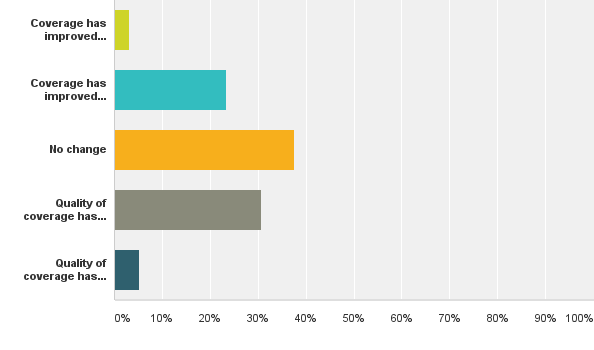 Coverage has
improved...
Coverage has
improved...
No change
Quality of
coverage has...
Quality of
coverage has...
0% 10% 20% 30% 40% 50% 60% 70% 80% 90% 100%